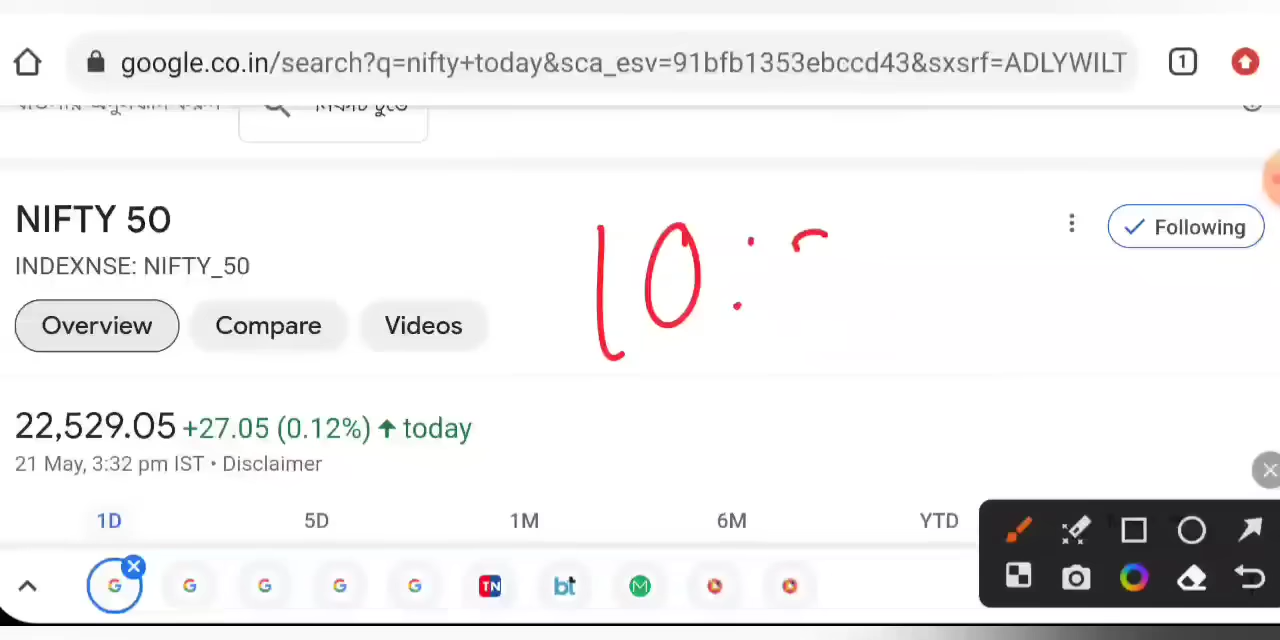 google.co.in/search?q=nifty+today&sca_esv=91bfb1353ebccd43&sxsrf=ADLYWILT
1
NIFTY 50
Following
INDEXNSE: NIFTY_50
10:
Overview
Compare
Videos
22,529.05 +27.05 (0.12%) ↑ today
21 May, 3:32 pm IST • Disclaimer
1D
5D
1M
6M
YTD
G
G
G
G
G
TN
bt
M